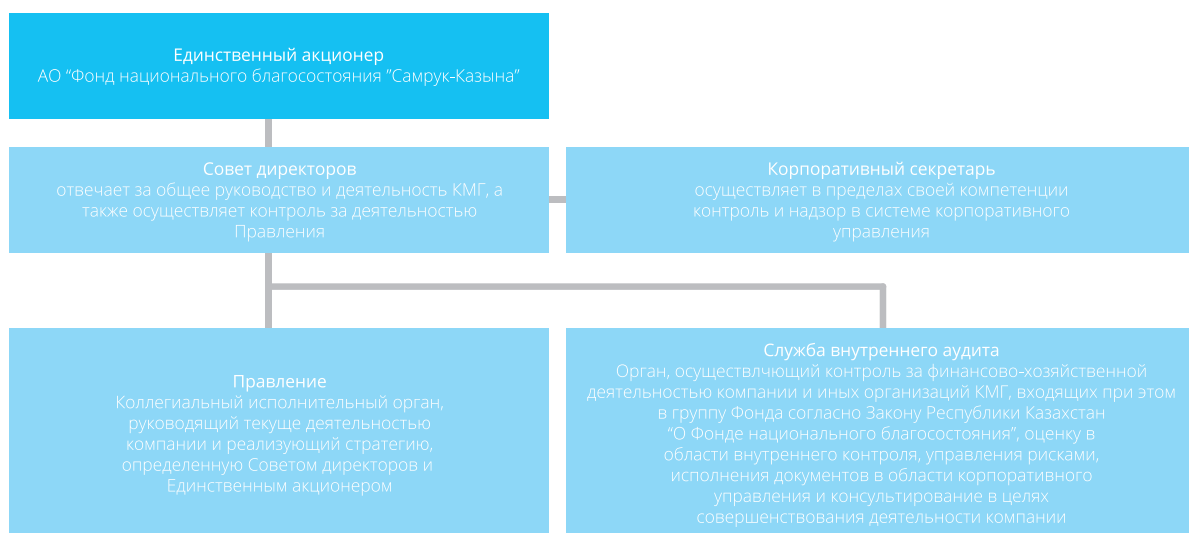 Единственный акционер
АО “Фонд национального благосостояния ”Самрук-Казына”
Совет директоров
отвечает за общее руководство и деятельность КМГ, а
также осуществляет контроль за деятельностью
Правления
Корпоративный секретарь
осуществляет в пределах своей компетенции
контроль и надзор в системе корпоративного
управления
Правление
Коллегиальный исполнительный орган,
руководящий текуще деятельностью
компании и реализующий стратегию,
определенную Советом директоров и
Единственным акционером
Служба внутреннего аудита
Орган, осуществлчющий контроль за финансово-хозяйственной
деятельностью компании и иных организаций КМГ, входящих при этом
в группу Фонда согласно Закону Республики Казахстан
“О Фонде национального благосостояния”, оценку в
области внутреннего контроля, управления рисками,
исполнения документов в области корпоративного
управления и консультирование в целях
совершенствования деятельности компании